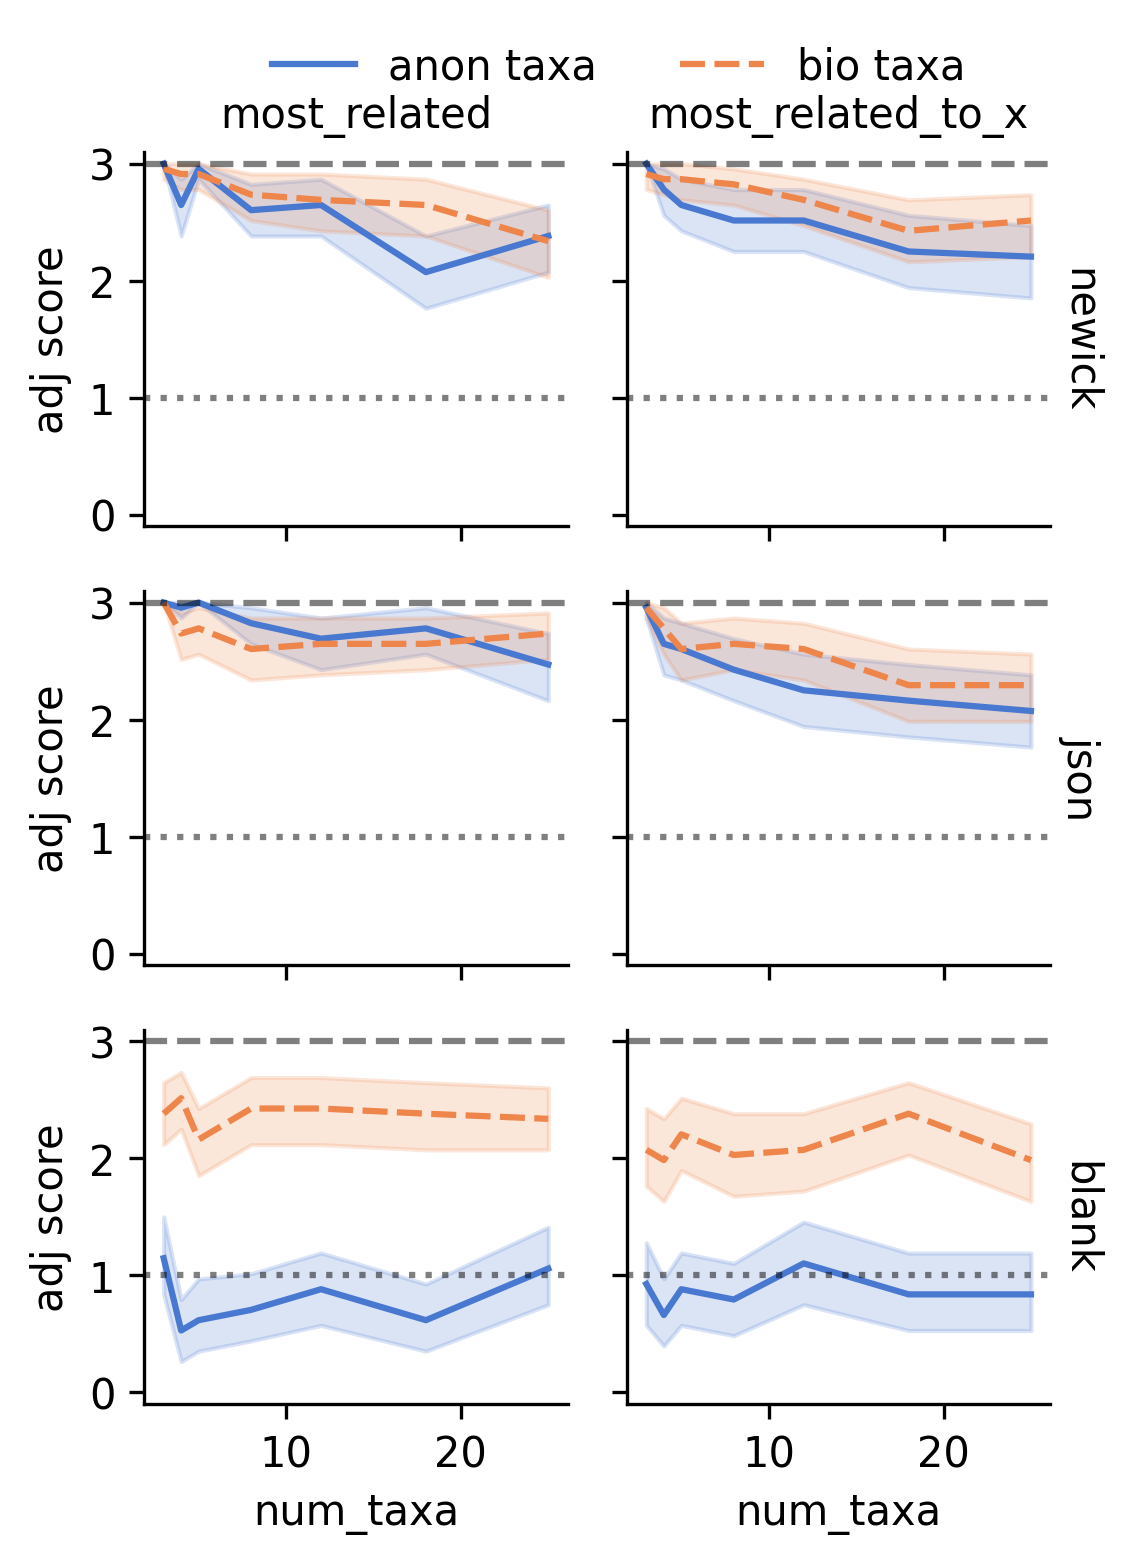 anon taxa bio taxa
most_related most_related_to_x
3
2
1
0
adj score
newick
3
2
1
0
adj score
json
3
2
1
0
adj score
blank
10 20 10 20
num_taxa num_taxa